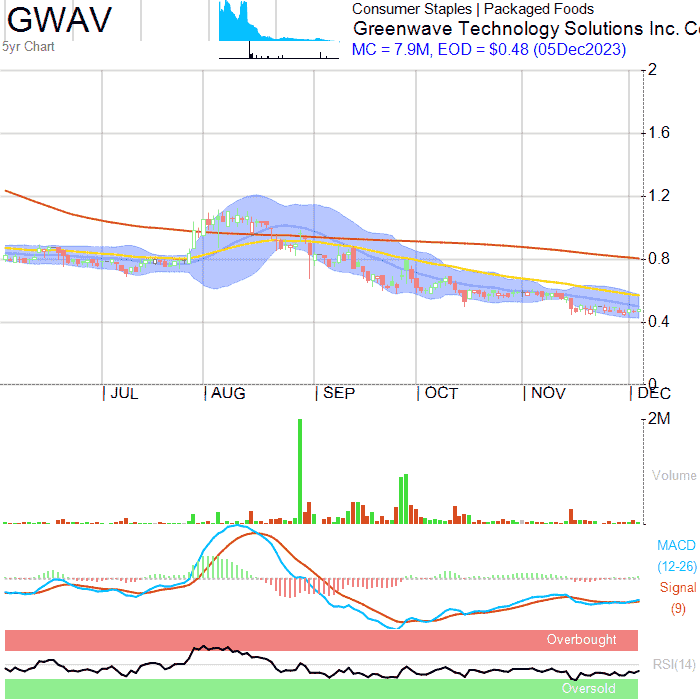 GWAV
5yr Chart
Consumer Staples | Packaged Foods
Greenwave Technology Solutions Inc. C
MC = 7.9M, EOD = $0.48 (05Dec2023)
2
1.6
1.2
0.8
0.4
0
JUL AUG SEP OCT NOV DEC
2M
Volume
MACD
(12-26)
Signal
(9)
Overbought
RSI(14)
Oversold